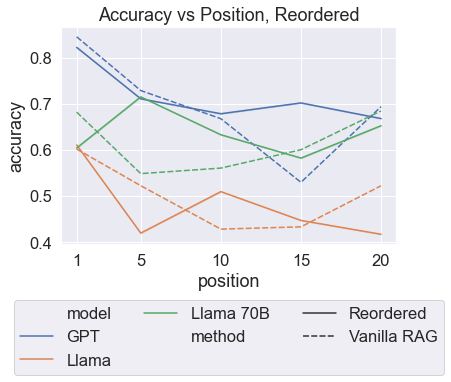 Accuracy vs Position, Reordered
accuracy
0.8
0.7
0.6
0.5
0.4
1 5 10 15 20
position
model Llama 70B Reordered
GPT method Vanilla RAG
Llama